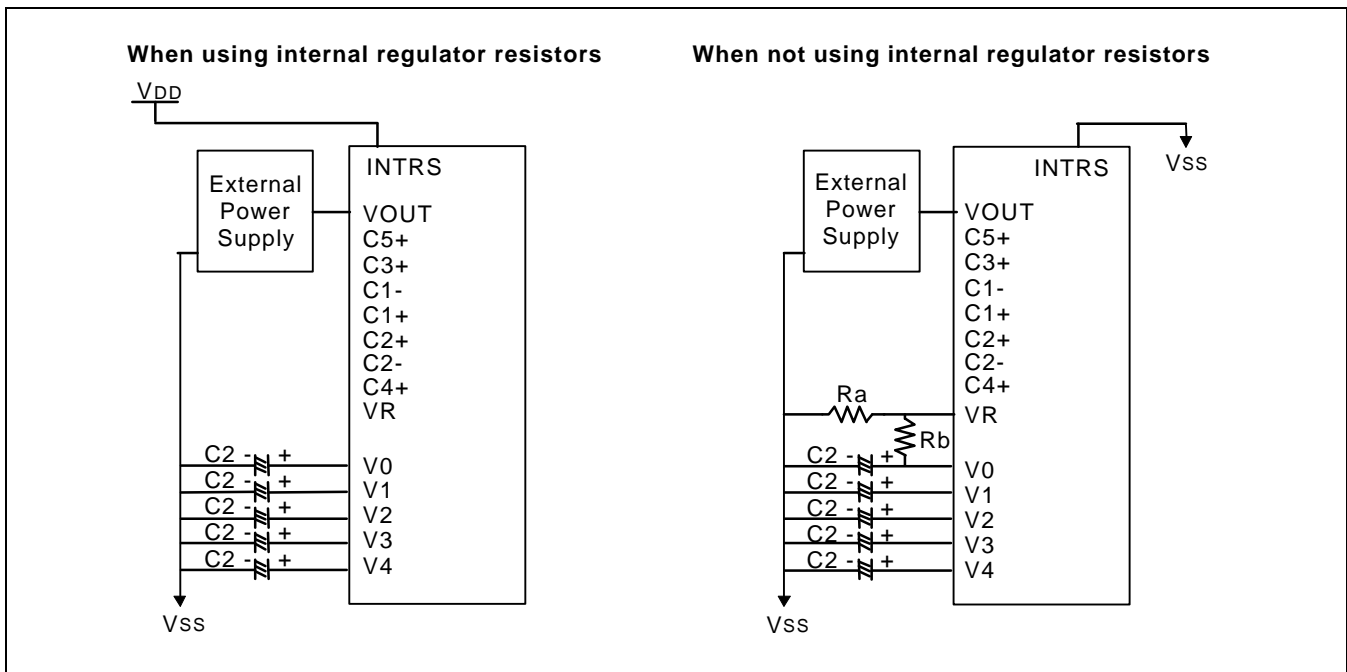 When using internal regulator resistors
VDD
External
Power
Supply
INTRS
VOUT
C5+
C3+
C1-
C1+
C2+
C2-
C4+
VR
C2 - + V0
C2 - + V1
C2 - + V2
C2 - + V3
C2 - + V4
VSS
When not using internal regulator resistors
External
Power
Supply
INTRS
VSS
VOUT
C5+
C3+
C1-
C1+
C2+
C2-
C4+
Ra
VR
Rb
C2 - + V0
C2 - + V1
C2 - + V2
C2 - + V3
C2 - + V4
VSS